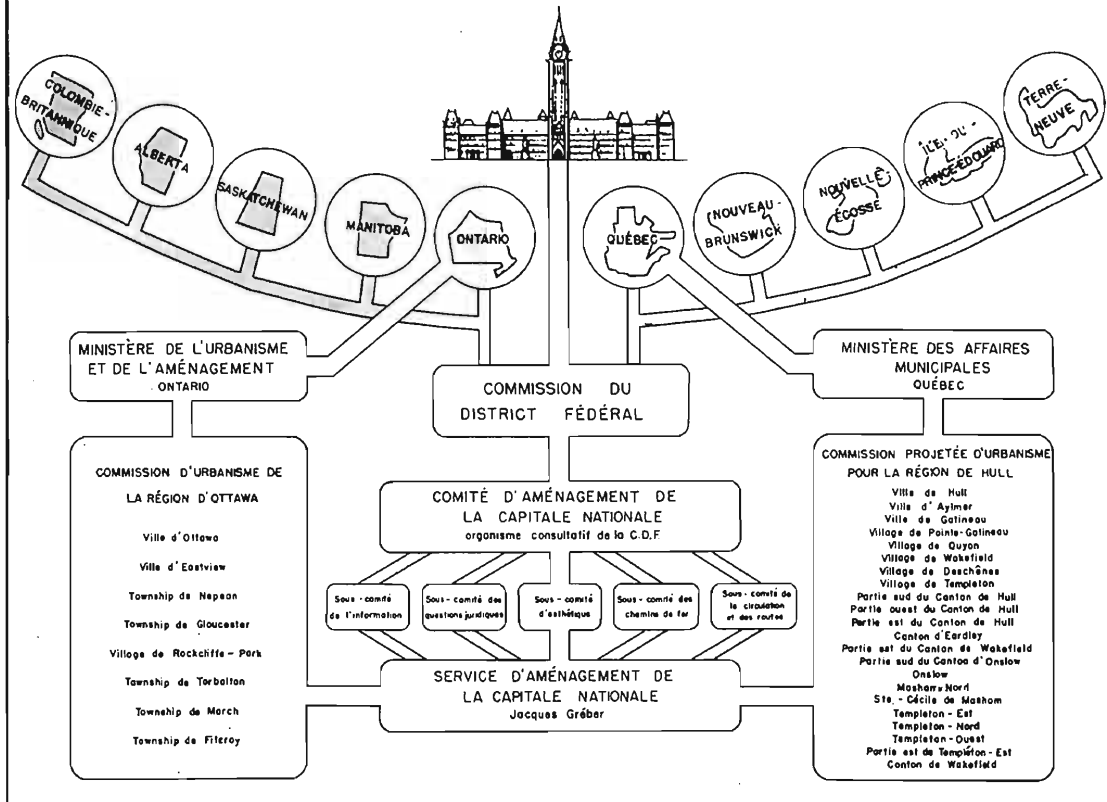 COLOMBIE-
BRITANNIQUE
ALBERTA
SASKATCHEWAN
MANITOBA
ONTARIO
QUÉBEC
NOUVEAU-
BRUNSWICK
NOUVELLE-
ÉCOSSE
ÎLE-DU-
PRINCE-ÉDOUARD
TERRE-
NEUVE
MINISTÈRE DE L'URBANISME
ET DE L'AMÉNAGEMENT
ONTARIO
COMMISSION DU
DISTRICT FÉDÉRAL
MINISTÈRE DES AFFAIRES
MUNICIPALES
QUÉBEC
COMMISSION D'URBANISME DE
LA RÉGION D'OTTAWA
Ville d'Ottawa
Ville d'Eastview
Township de Nepean
Township de Gloucester
Village de Rockcliffe-Park
Township de Torbolton
Township de March
Township de Fitzroy
COMITÉ D'AMÉNAGEMENT DE
LA CAPITALE NATIONALE
organisme consultatif de la C.D.F.
Sous-comité
de l'information
Sous-comité des
questions juridiques
Sous-comité
d'esthétique
Sous-comité des
chemins de fer
Sous-comité de
la circulation
et des routes
SERVICE D'AMÉNAGEMENT DE
LA CAPITALE NATIONALE
Jacques Gréber
COMMISSION PROJETÉE D'URBANISME
POUR LA RÉGION DE HULL
Ville de Hull
Ville d'Aylmer
Ville de Gatineau
Village de Pointe-Gatineau
Village de Quyon
Village de Wakefield
Village de Deschênes
Village de Templeton
Partie sud du Canton de Hull
Partie ouest du Canton de Hull
Partie est du Canton de Hull
Canton d'Eardley
Partie est du Canton de Wakefield
Partie sud du Canton d'Onslow
Onslow
Masham-Nord
Ste.-Cécile de Masham
Templeton-Est
Templeton-Nord
Templeton-Ouest
Partie est de Templeton-Est
Canton de Wakefield